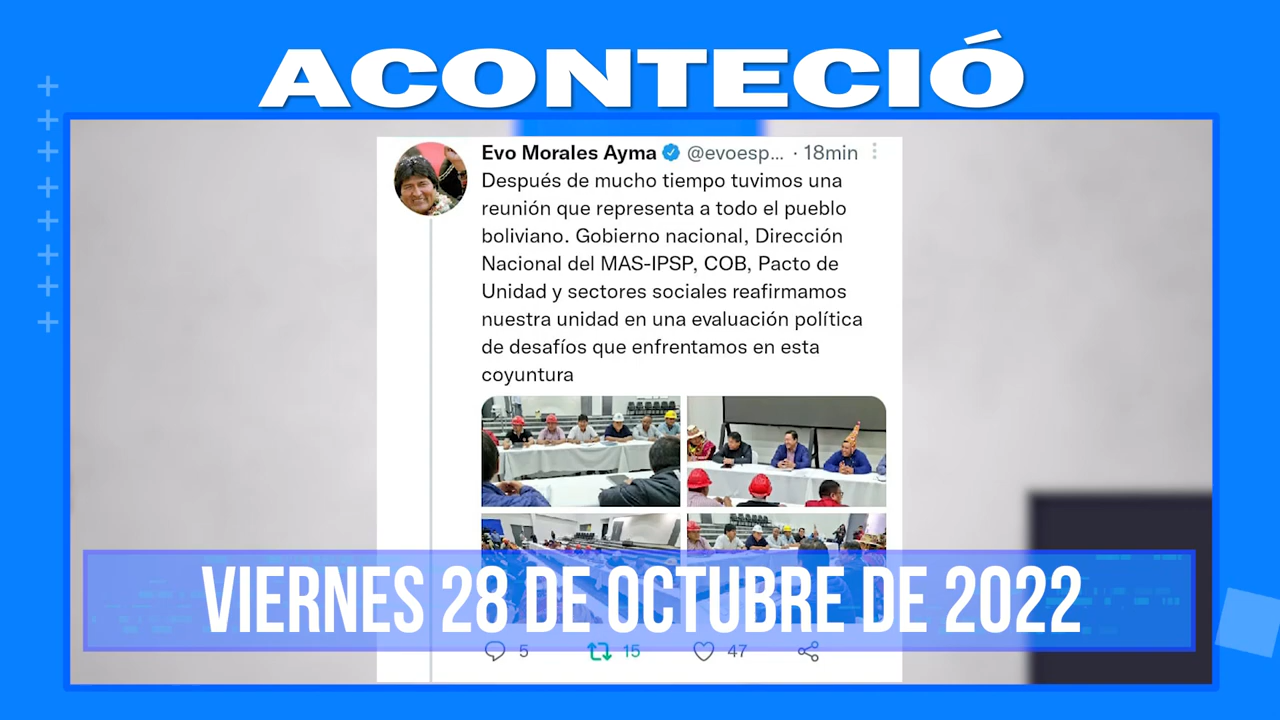 ACONTECIÓ
Evo Morales Ayma @evoesp... · 18min
Después de mucho tiempo tuvimos una
reunión que representa a todo el pueblo
boliviano. Gobierno nacional, Dirección
Nacional del MAS-IPSP, COB, Pacto de
Unidad y sectores sociales reafirmamos
nuestra unidad en una evaluación política
de desafíos que enfrentamos en esta
coyuntura
VIERNES 28 DE OCTUBRE DE 2022
5 15 47